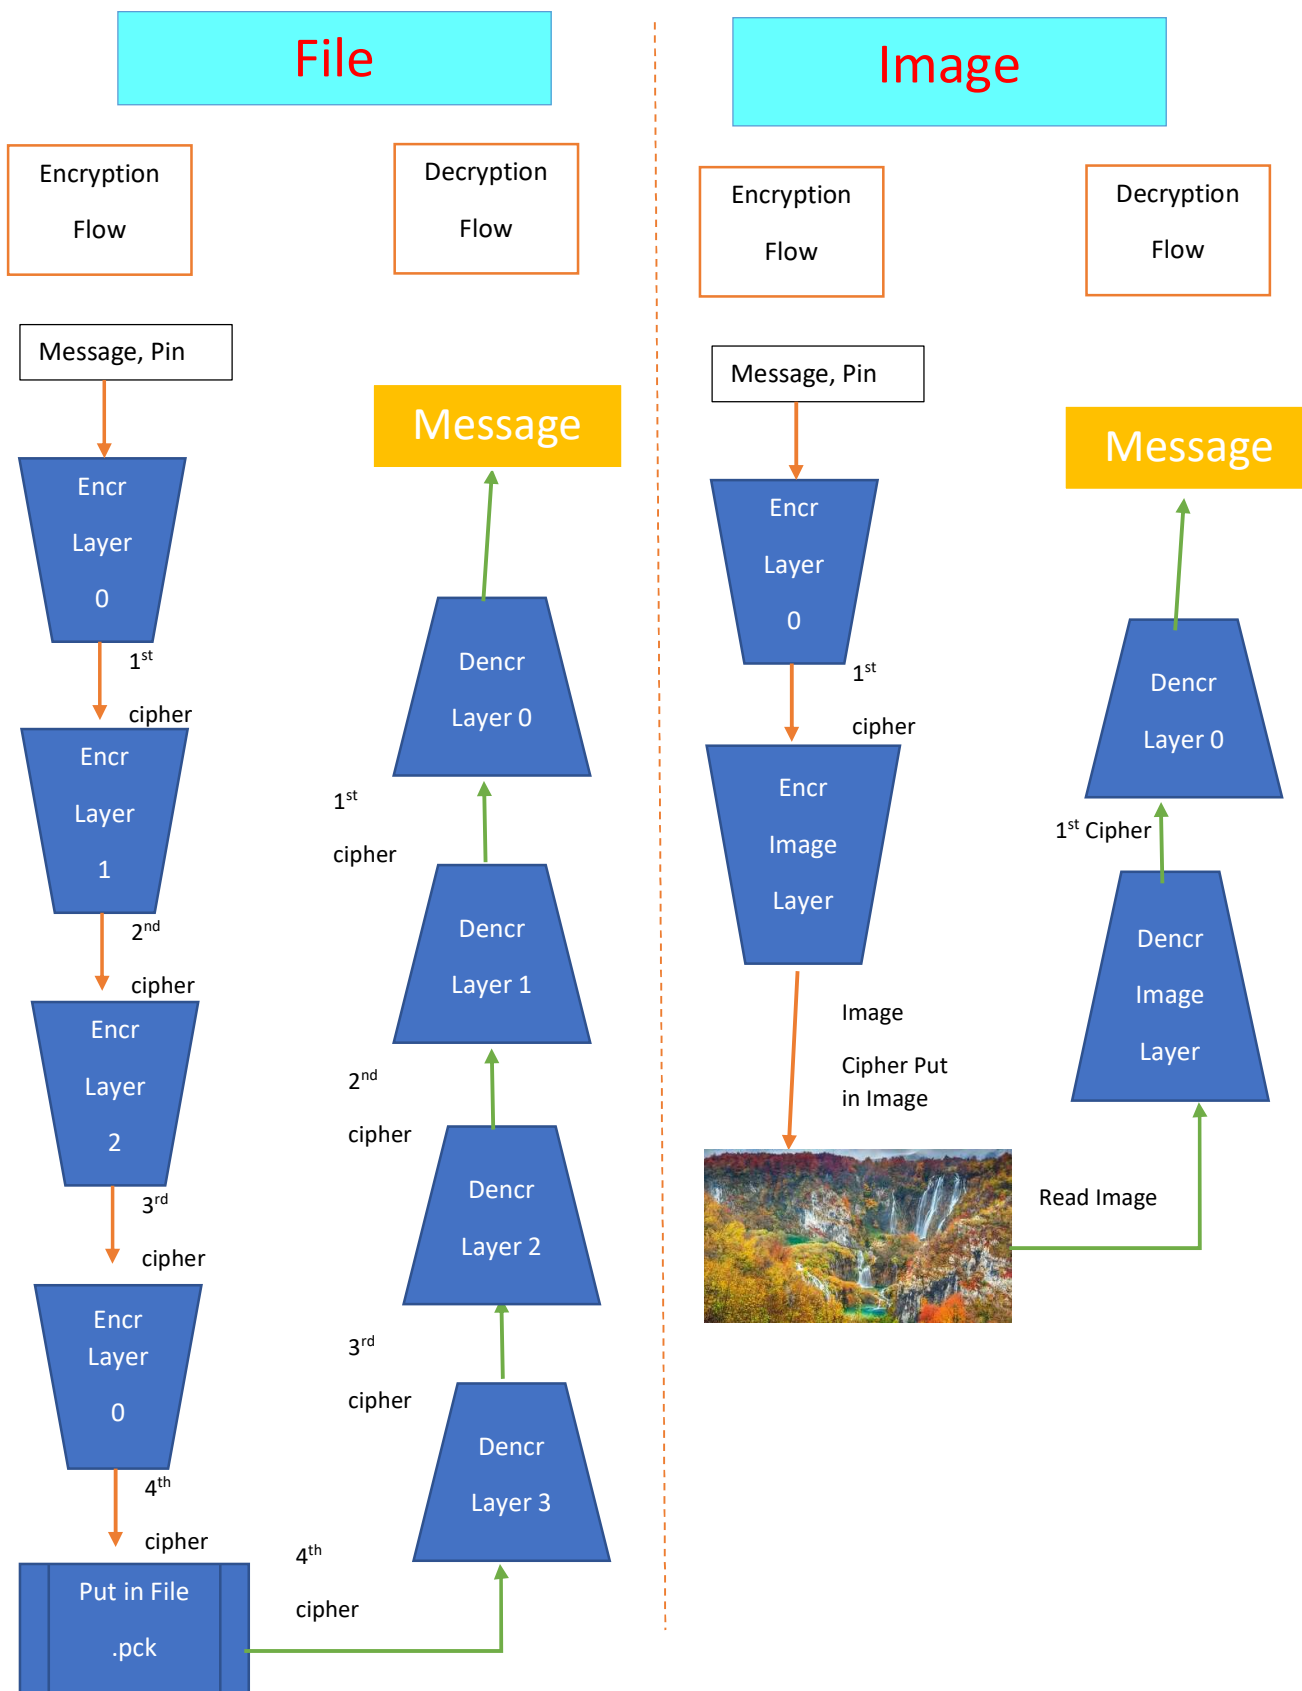 File
Encryption
Flow
Message, Pin
Encr
Layer
0
1st
cipher
Encr
Layer
1
2nd
cipher
Encr
Layer
2
3rd
cipher
Encr
Layer
0
4th
cipher
Put in File
.pck
Decryption
Flow
Message
Dencr
Layer 0
1st
cipher
Dencr
Layer 1
2nd
cipher
Dencr
Layer 2
3rd
cipher
Dencr
Layer 3
4th
cipher
Image
Encryption
Flow
Message, Pin
Encr
Layer
0
1st
cipher
Encr
Image
Layer
Image
Cipher Put
in Image
Decryption
Flow
Message
Dencr
Layer 0
1st Cipher
Dencr
Image
Layer
Read Image